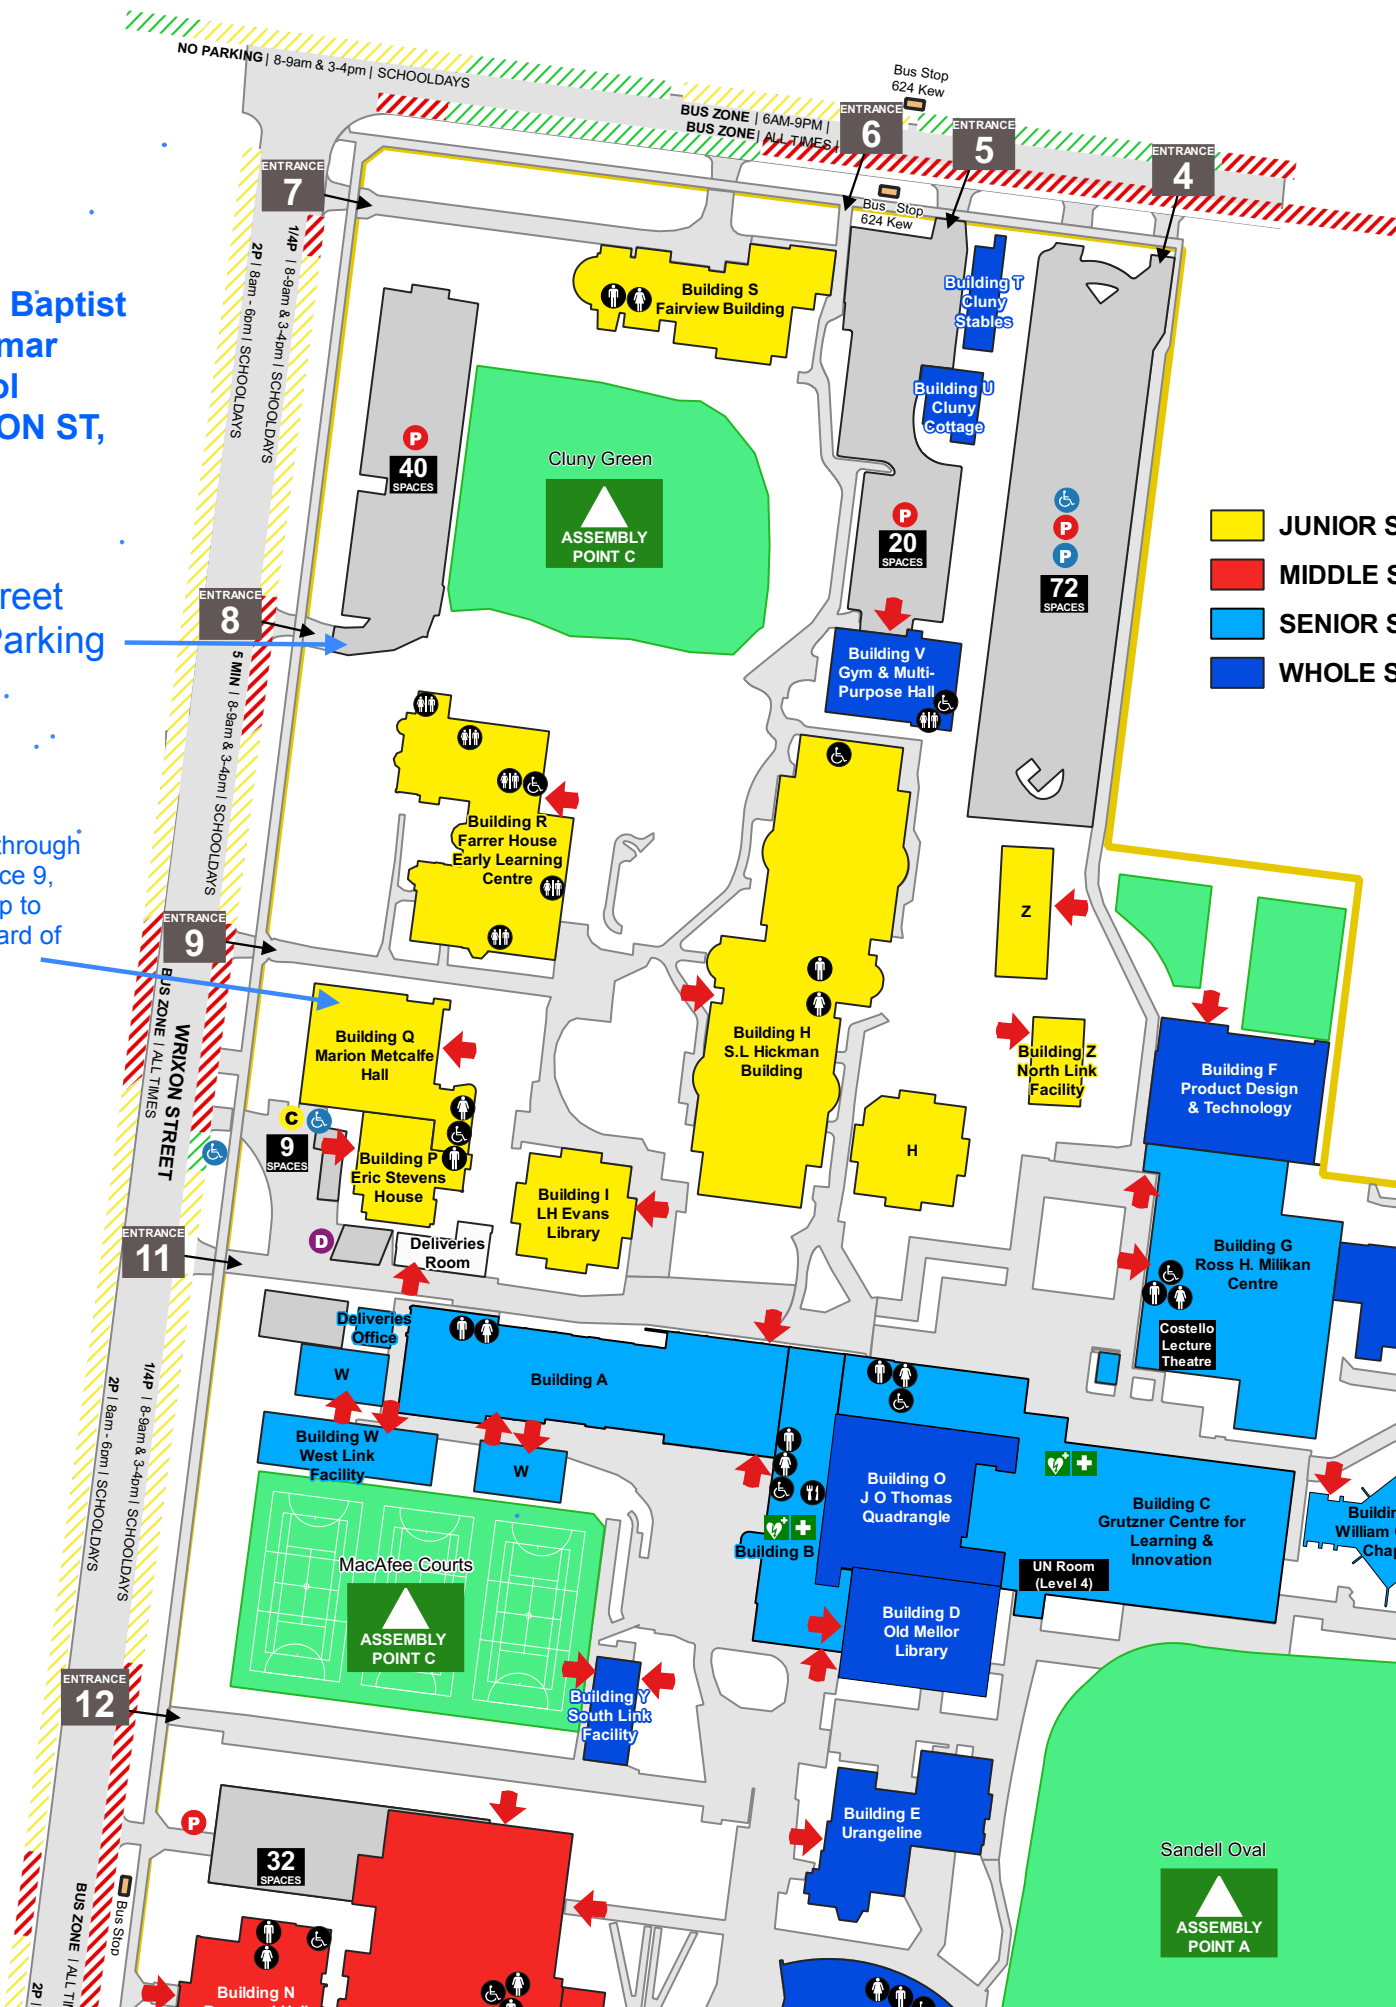 NO PARKING | 8-9am & 3-4pm | SCHOOLDAYS
Bus Stop
624 Kew
BUS ZONE | 6AM-9PM |
BUS ZONE | ALL TIMES |
ENTRANCE
6
ENTRANCE
5
ENTRANCE
4
ENTRANCE
7
Bus Stop
624 Kew
1/4P | 8-9am & 3-4pm | SCHOOLDAYS
2P | 8am - 6pm | SCHOOLDAYS
Building S
Fairview Building
Building T
Cluny
Stables
Baptist
mar
ol
ON ST,
Building U
Cluny
Cottage
P
40
SPACES
Cluny Green
ASSEMBLY
POINT C
P
20
SPACES
P
P
72
SPACES
JUNIOR S
MIDDLE S
SENIOR S
WHOLE S
reet
Parking
ENTRANCE
8
5 MIN | 8-9am & 3-4pm | SCHOOLDAYS
Building V
Gym & Multi-
Purpose Hall
Building R
Farrer House
Early Learning
Centre
through
ce 9,
p to
ard of
ENTRANCE
9
Z
BUS ZONE | ALL TIMES
WRIXON STREET
Building Q
Marion Metcalfe
Hall
Building H
S.L Hickman
Building
Building Z
North Link
Facility
Building F
Product Design
& Technology
C
9
SPACES
Building P
Eric Stevens
House
H
Building I
LH Evans
Library
D
Deliveries
Room
ENTRANCE
11
Building G
Ross H. Milikan
Centre
Costello
Lecture
Theatre
Deliveries
Office
W
Building A
1/4P | 8-9am & 3-4pm | SCHOOLDAYS
2P | 8am - 6pm | SCHOOLDAYS
Building W
West Link
Facility
W
Building O
J O Thomas
Quadrangle
Building C
Grutzner Centre for
Learning &
Innovation
Building B
UN Room
(Level 4)
Buildin
William
Chap
MacAfee Courts
ASSEMBLY
POINT C
Building D
Old Mellor
Library
ENTRANCE
12
Building Y
South Link
Facility
P
32
SPACES
Building E
Urangeline
Sandell Oval
ASSEMBLY
POINT A
Bus Stop
BUS ZONE | ALL TI
2P |
Building N